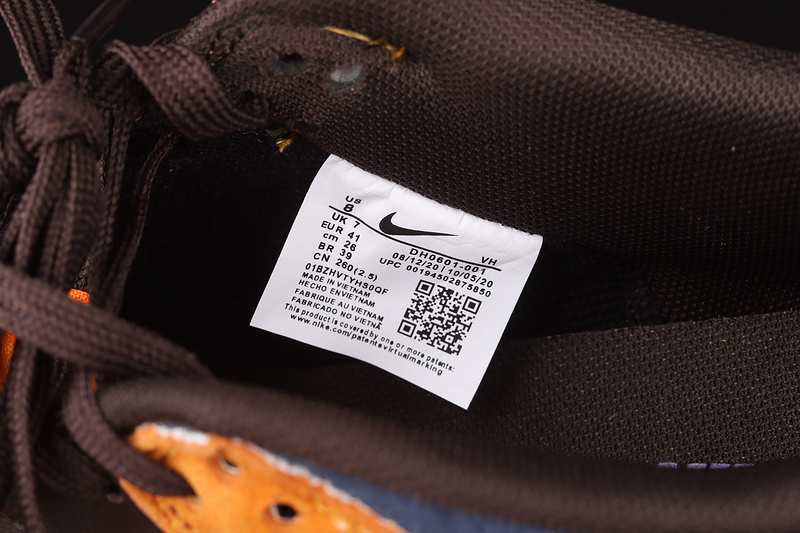 US
8
UK 7
EUR 41
cm 26
BR 39
CN 260(2.5)
VH
DH0601-001
08/12/20 | 10/05/20
UPC 00194502875850
01BZHVTYHS0QF
MADE IN VIETNAM
HECHO EN VIETNAM
FABRIQUE AU VIETNAM
FABRICADO NO VIETNÃ
This product is covered by one or more patents:
www.nike.com/patentsvirtualmarking